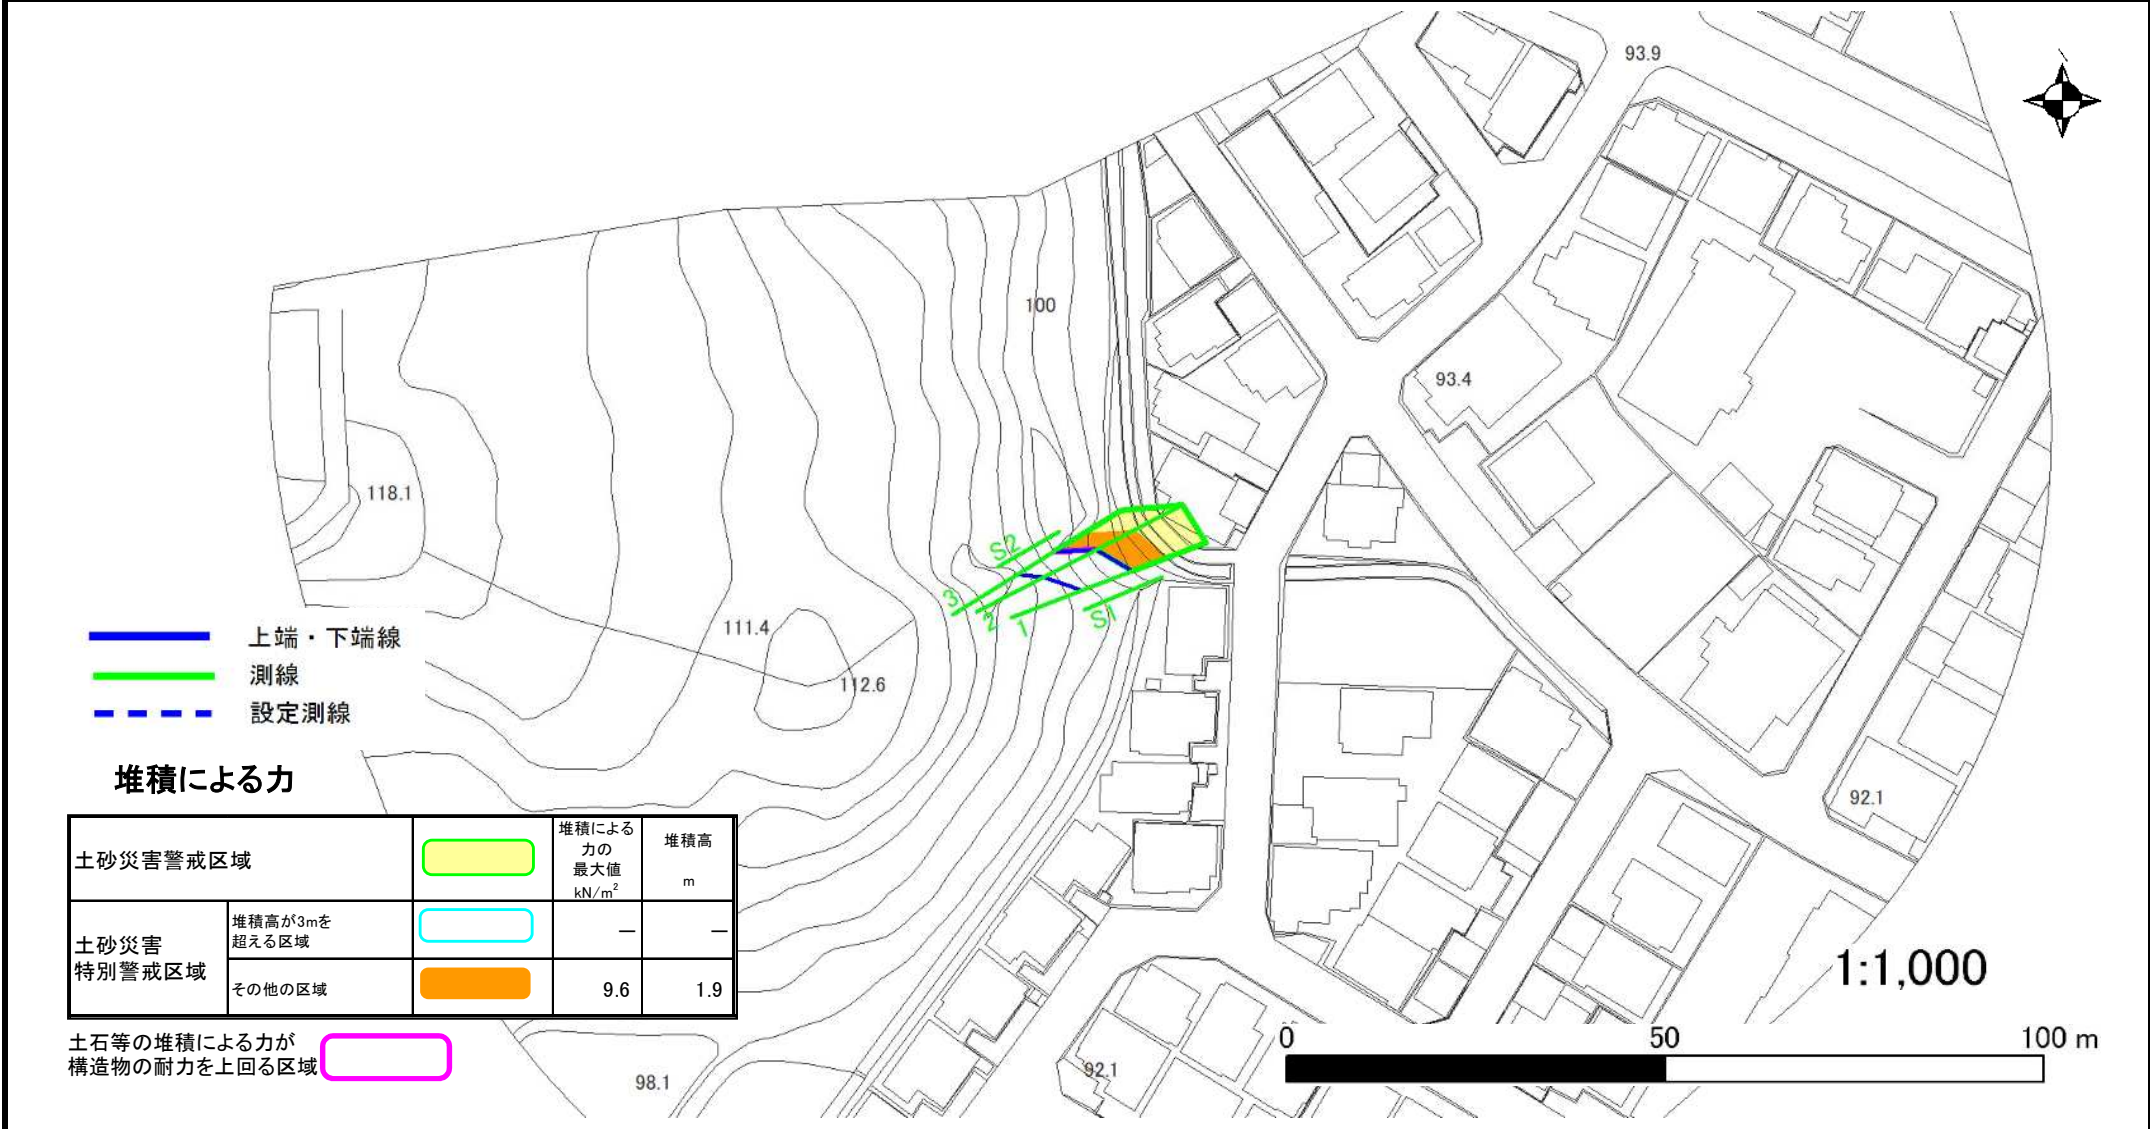 93.9
100
93.4
118.1
S2
3
2
1
S1
111.4
112.6
上端・下端線
測線
設定測線
92.1
堆積による力
土砂災害警戒区域
堆積による
力の
最大値
kN/m²
堆積高
m
土砂災害
特別警戒区域
堆積高が3mを
超える区域
―
―
その他の区域
9.6
1.9
1:1,000
土石等の堆積による力が
構造物の耐力を上回る区域
0
50
100 m
98.1
92.1